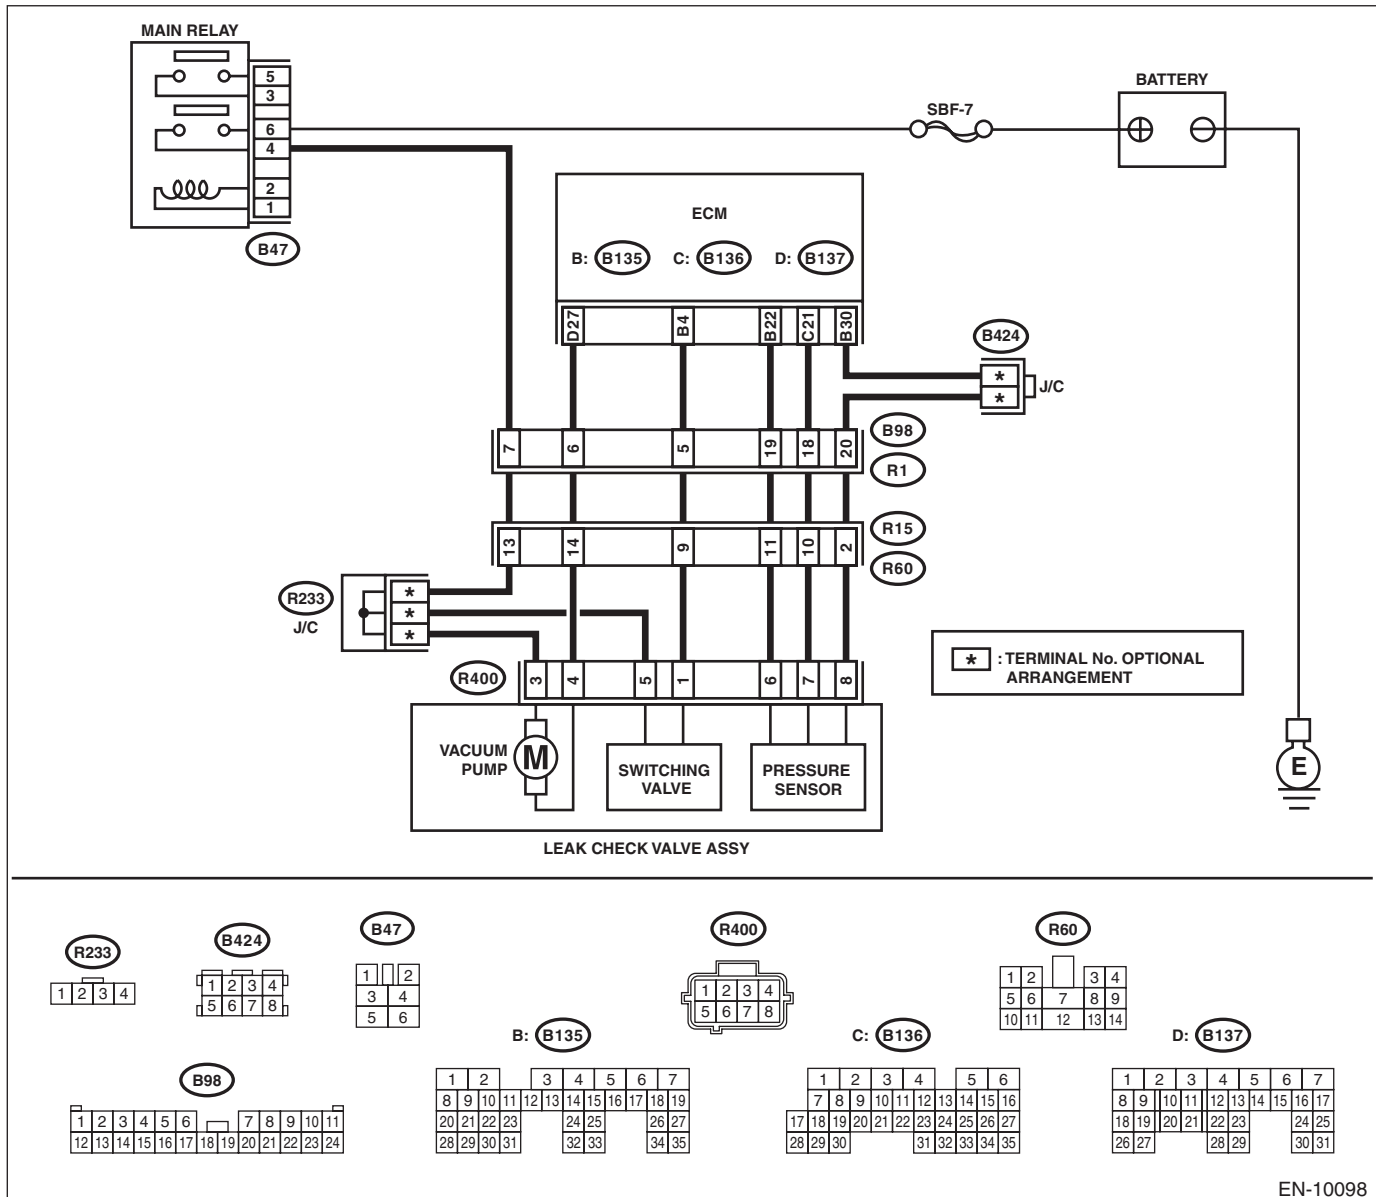 MAIN RELAY
5
3
6
4
2
1
B47
SBF-7
BATTERY
ECM
B: B135 C: B136 D: B137
D27 B4 B22 C21 B30
B424
*
*
J/C
7 6 5 19 18 20
B98
R1
13 14 9 11 10 2
R15
R60
R233
J/C
*
*
*
* : TERMINAL No. OPTIONAL
ARRANGEMENT
R400
3 4 5 1 6 7 8
VACUUM
PUMP
M
SWITCHING
VALVE
PRESSURE
SENSOR
E
LEAK CHECK VALVE ASSY
R233
1 2 3 4
B424
1 2 3 4
5 6 7 8
B47
1 2
3 4
5 6
R400
1 2 3 4
5 6 7 8
R60
1 2 3 4
5 6 7 8 9
10 11 12 13 14
B98
1 2 3 4 5 6 7 8 9 10 11
12 13 14 15 16 17 18 19 20 21 22 23 24
B: B135
1 2 3 4 5 6 7
8 9 10 11 12 13 14 15 16 17 18 19
20 21 22 23 24 25 26 27
28 29 30 31 32 33 34 35
C: B136
1 2 3 4 5 6
7 8 9 10 11 12 13 14 15 16
17 18 19 20 21 22 23 24 25 26 27
28 29 30 31 32 33 34 35
D: B137
1 2 3 4 5 6 7
8 9 10 11 12 13 14 15 16 17
18 19 20 21 22 23 24 25
26 27 28 29 30 31
EN-10098